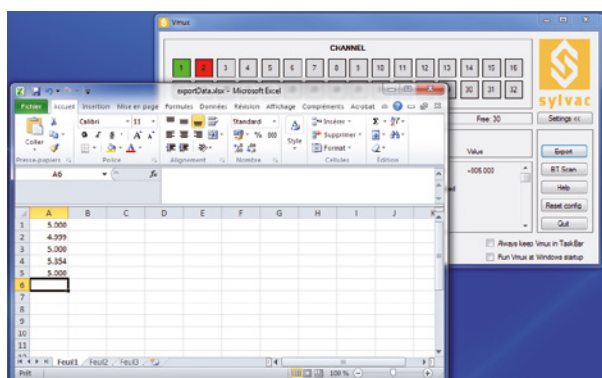 Vmux
CHANNEL
1 2 3 4 5 6 7 8 9 10 11 12 13 14 15 16
30 31 32
sylvac
Free: 30
Settings <<
Value
+005.000
Export
BT Scan
Help
Reset config
Quit
Always keep Vmux in TaskBar
Run Vmux at Windows startup
exportData.xlsx - Microsoft Excel
Fichier Accueil Insertion Mise en page Formules Données Révision Affichage Compléments Acrobat
Coller
Calibri 11
G I S
Standard
% 000
Style
Insérer
Supprimer
Format
Presse-papiers Police Alignement Nombre Cellules Édition
A6 fx
A B C D E F G H I J K
1 5.000
2 4.999
3 5.000
4 5.354
5 5.000
6
7
8
9
10
11
Feuil1 Feuil2 Feuil3
Prêt 100 %